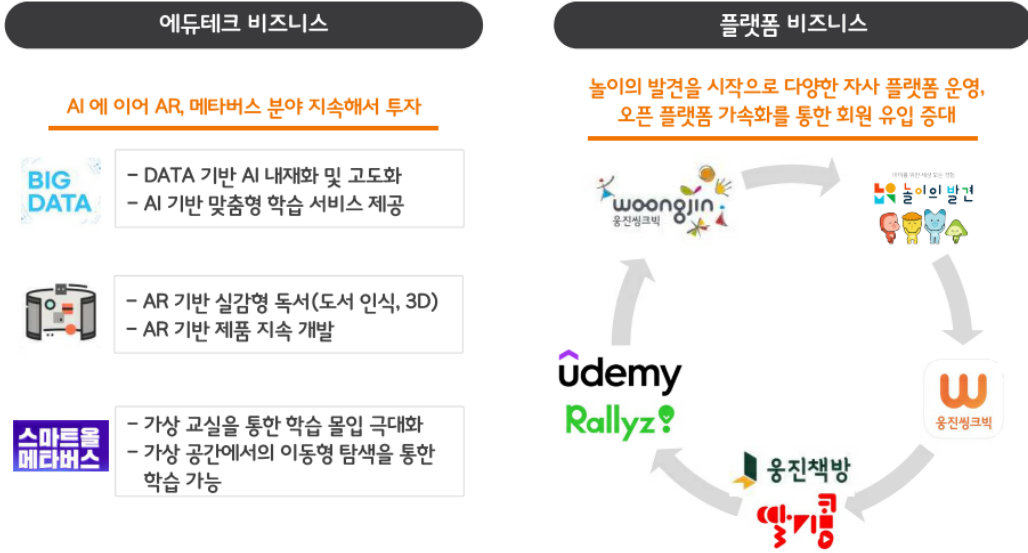 에듀테크 비즈니스
AI 에 이어 AR, 메타버스 분야 지속해서 투자
BIG
DATA
- DATA 기반 AI 내재화 및 고도화
- AI 기반 맞춤형 학습 서비스 제공
- AR 기반 실감형 독서(도서 인식, 3D)
- AR 기반 제품 지속 개발
스마트올
메타버스
- 가상 교실을 통한 학습 몰입 극대화
- 가상 공간에서의 이동형 탐색을 통한
학습 가능
플랫폼 비즈니스
놀이의 발견을 시작으로 다양한 자사 플랫폼 운영,
오픈 플랫폼 가속화를 통한 회원 유입 증대
woongjin
웅진씽크빅
놀이의 발견
웅진씽크빅
웅진책방
딸기콩
udemy
Rallyz